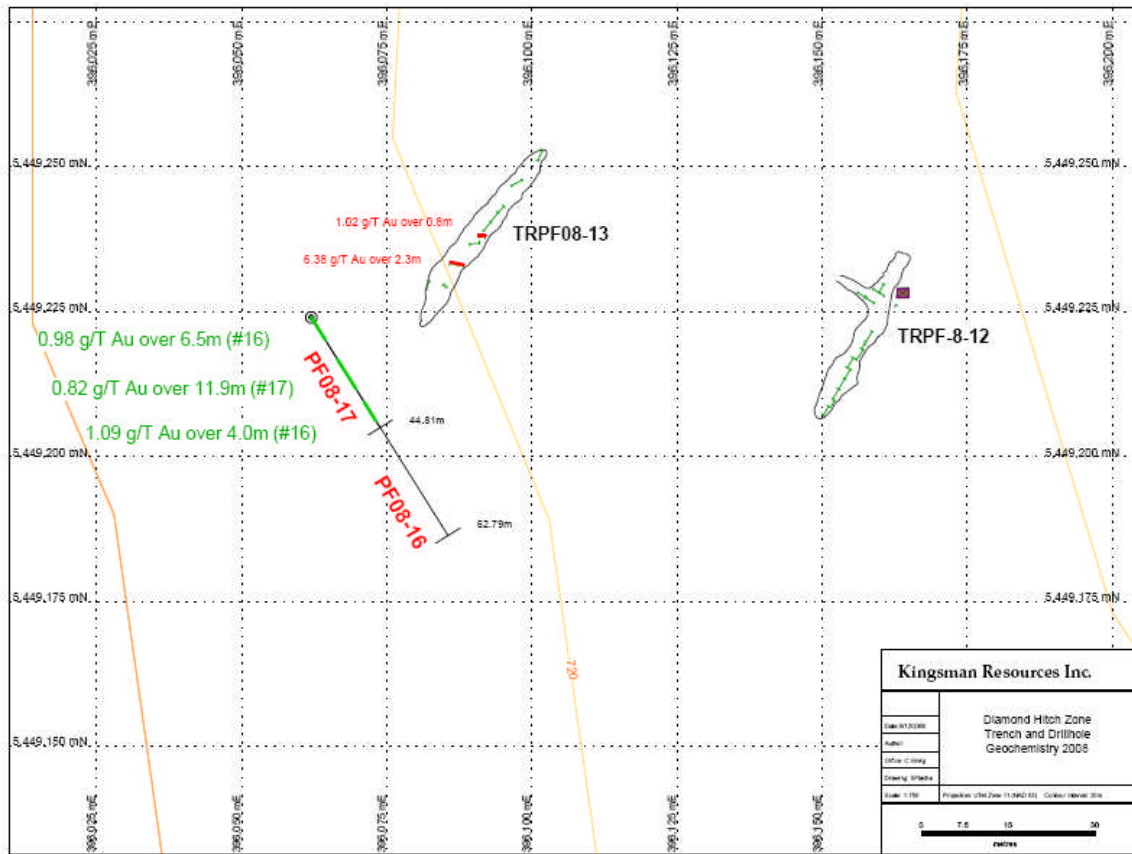 396,025 mE
396,050 mE
396,075 mE
396,100 mE
396,125 mE
396,150 mE
396,175 mE
396,200 mE
5,449,250 mN
5,449,250 mN
1.02 g/T Au over 0.8m
TRPF08-13
6.38 g/T Au over 2.3m
5,449,225 mN
5,449,225 mN
0.98 g/T Au over 6.5m (#16)
TRPF-8-12
PF08-17
0.82 g/T Au over 11.9m (#17)
44.81m
1.09 g/T Au over 4.0m (#16)
5,449,200 mN
5,449,200 mN
PF08-16
62.79m
5,449,175 mN
5,449,175 mN
720
5,449,150 mN
396,025 mE
396,050 mE
396,075 mE
396,100 mE
396,125 mE
396,150 mE
Kingsman Resources Inc.
Diamond Hitch Zone
Trench and Drillhole
Geochemistry 2008
Author:
0 7.5 15 30
metres